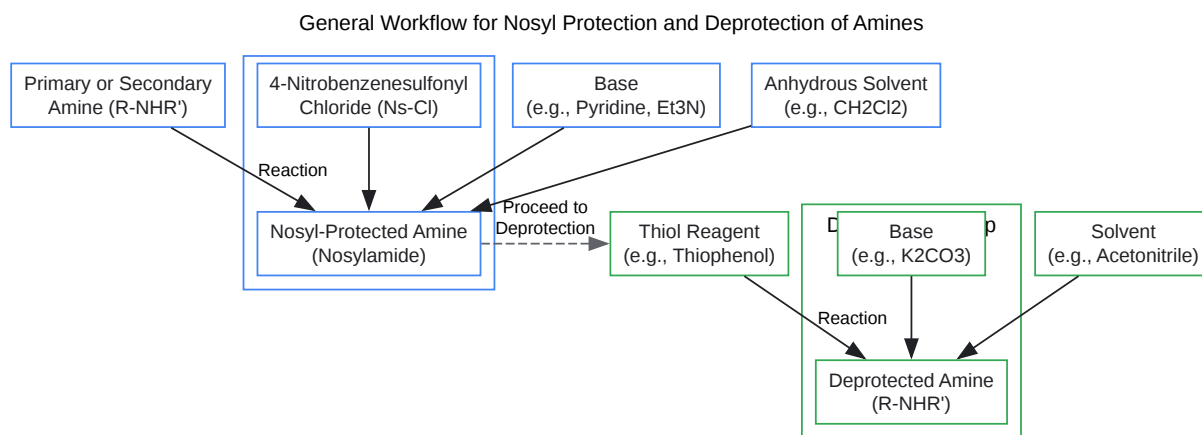 General Workflow for Nosyl Protection and Deprotection of Amines
Primary or Secondary
Amine (R-NHR')
4-Nitrobenzenesulfonyl
Chloride (Ns-Cl)
Base
(e.g., Pyridine, Et3N)
Anhydrous Solvent
(e.g., CH2Cl2)
Reaction
Nosyl-Protected Amine
(Nosylamide)
Proceed to
Deprotection
Thiol Reagent
(e.g., Thiophenol)
Base
(e.g., K2CO3)
Solvent
(e.g., Acetonitrile)
Reaction
Deprotected Amine
(R-NHR')